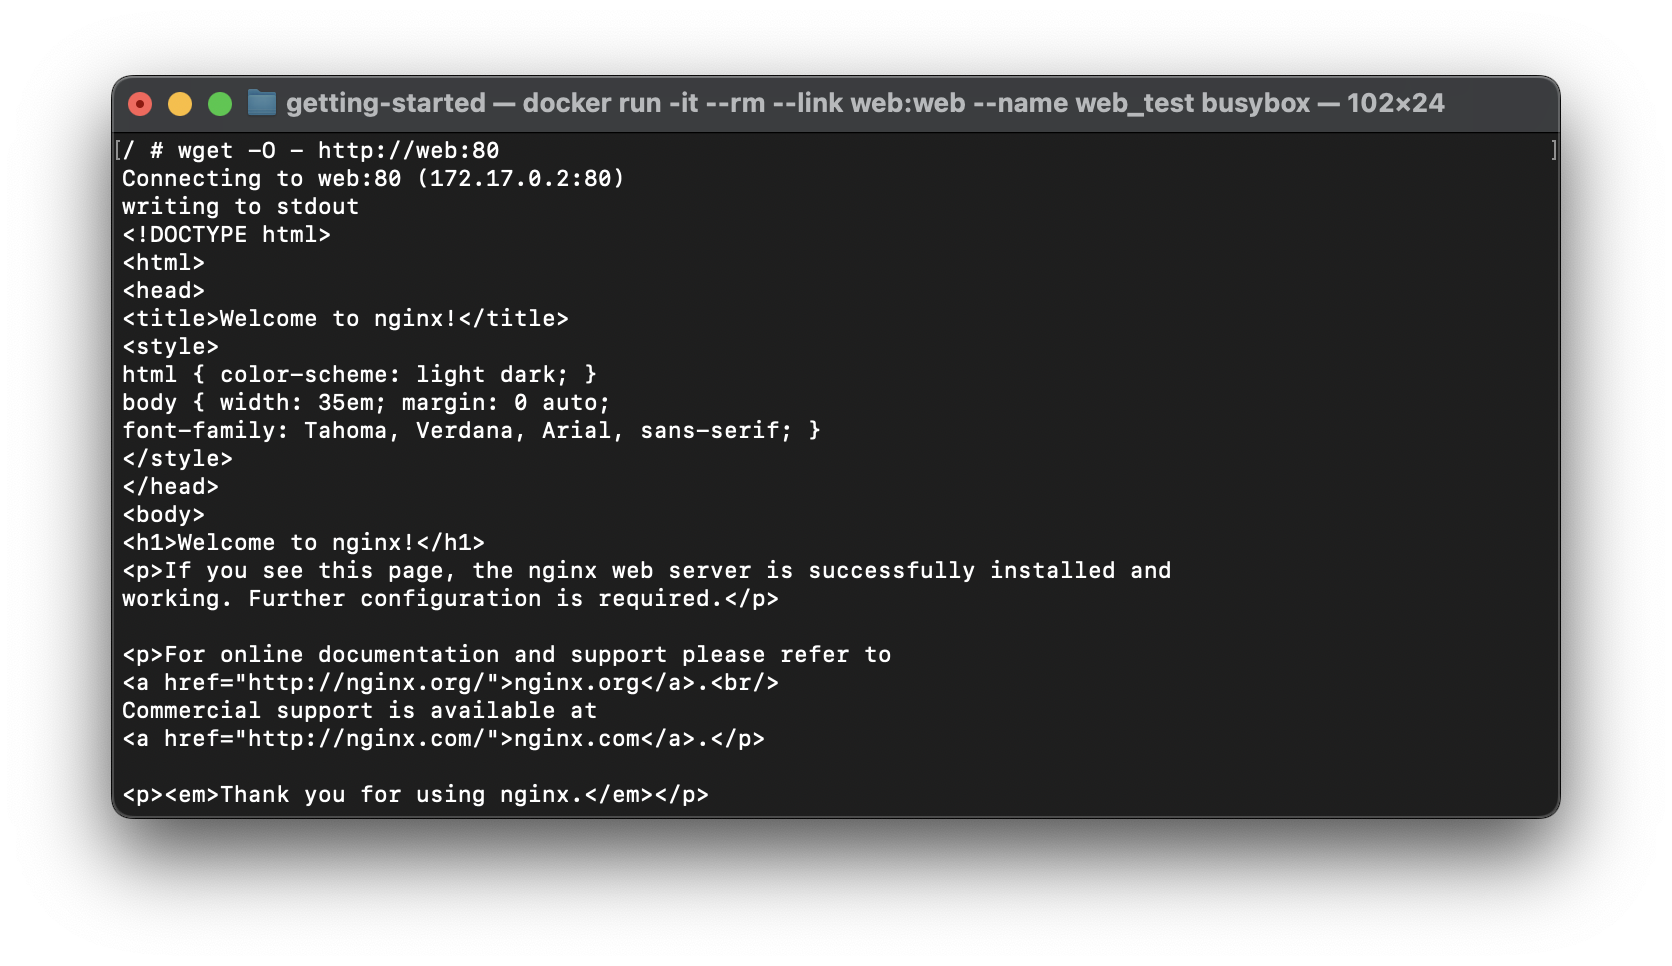 getting-started — docker run -it --rm --link web:web --name web_test busybox — 102×24
[/ # wget -O - http://web:80 ]
Connecting to web:80 (172.17.0.2:80)
writing to stdout
<!DOCTYPE html>
<html>
<head>
<title>Welcome to nginx!</title>
<style>
html { color-scheme: light dark; }
body { width: 35em; margin: 0 auto;
font-family: Tahoma, Verdana, Arial, sans-serif; }
</style>
</head>
<body>
<h1>Welcome to nginx!</h1>
<p>If you see this page, the nginx web server is successfully installed and
working. Further configuration is required.</p>

<p>For online documentation and support please refer to
<a href="http://nginx.org/">nginx.org</a>.<br/>
Commercial support is available at
<a href="http://nginx.com/">nginx.com</a>.</p>

<p><em>Thank you for using nginx.</em></p>